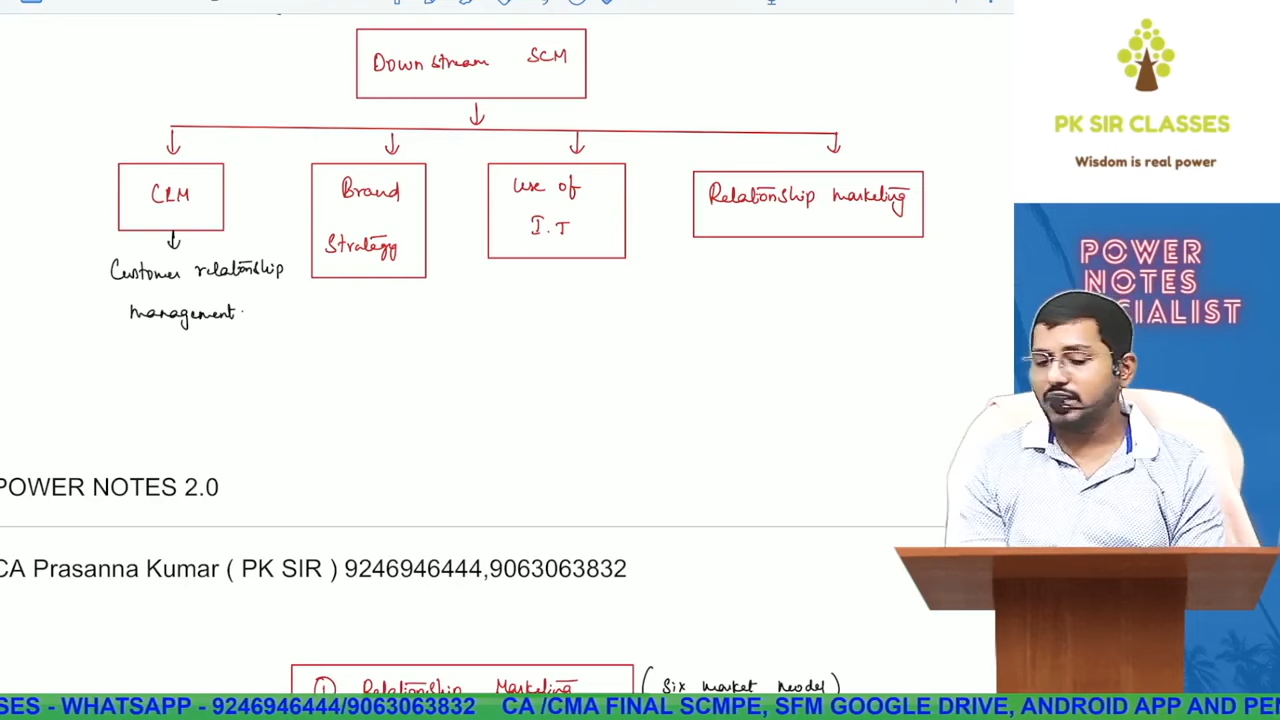 Down stream SCM
CRM
Brand
Strategy
Use of
I.T
Relationship marketing
Customer relationship
management.
POWER NOTES 2.0
CA Prasanna Kumar ( PK SIR ) 9246946444,9063063832
① Relationship Marketing (Six market model)
PK SIR CLASSES
Wisdom is real power
POWER
NOTES
CIALIST
SES - WHATSAPP - 9246946444/9063063832 CA /CMA FINAL SCMPE, SFM GOOGLE DRIVE, ANDROID APP AND PE